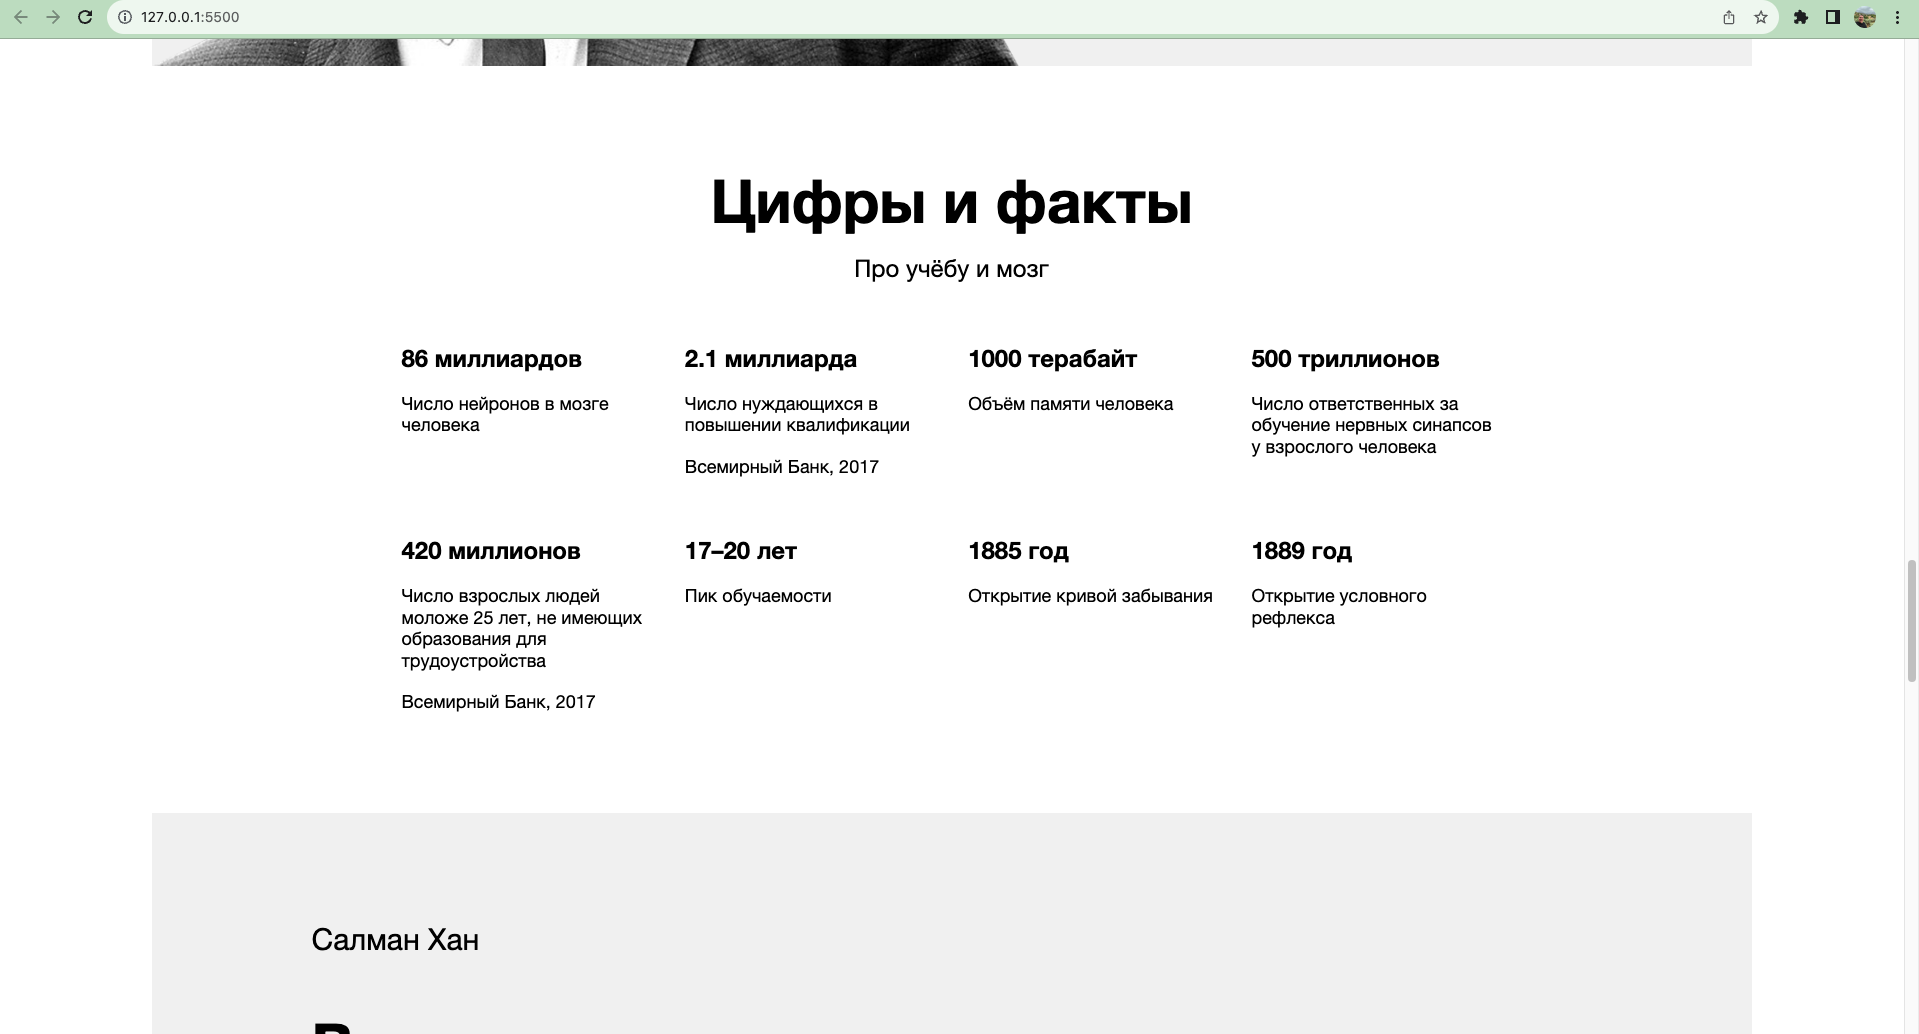 127.0.0.1:5500
Цифры и факты
Про учёбу и мозг
86 миллиардов
Число нейронов в мозге
человека
2.1 миллиарда
Число нуждающихся в
повышении квалификации
Всемирный Банк, 2017
1000 терабайт
Объём памяти человека
500 триллионов
Число ответственных за
обучение нервных синапсов
у взрослого человека
420 миллионов
Число взрослых людей
моложе 25 лет, не имеющих
образования для
трудоустройства
Всемирный Банк, 2017
17–20 лет
Пик обучаемости
1885 год
Открытие кривой забывания
1889 год
Открытие условного
рефлекса
Салман Хан